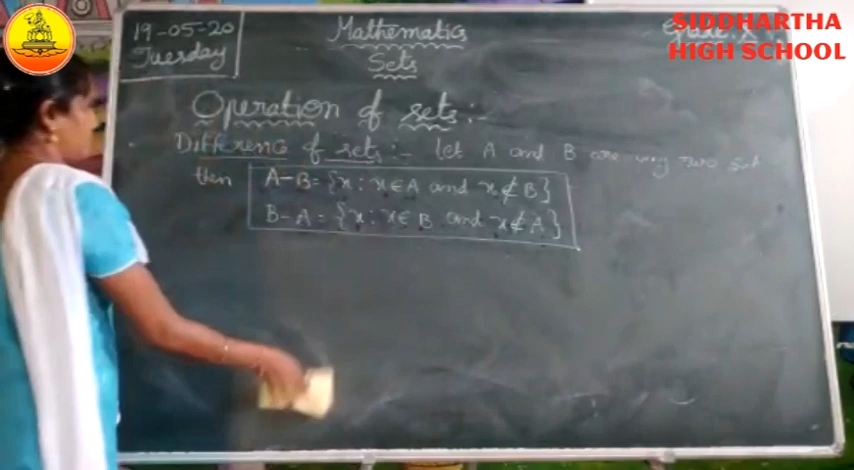 SIDDHARTHA
HIGH SCHOOL
19-05-20
Tuesday
Mathematics
Sets
Operation of sets:-
Difference of sets:- let A and B are any two set
then A-B = {x : x ∈ A and x ∉ B}
B-A = {x : x ∈ B and x ∉ A}